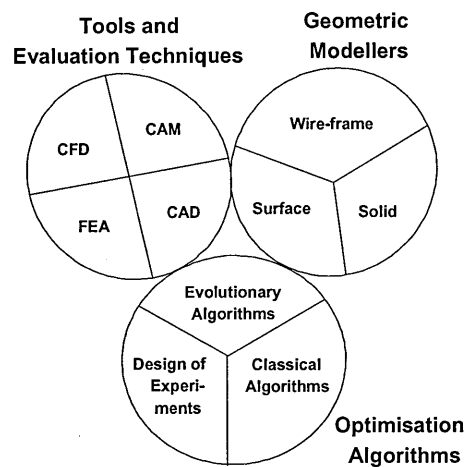 Tools and
Evaluation Techniques
Geometric
Modellers
CFD
CAM
FEA
CAD
Wire-frame
Surface
Solid
Evolutionary
Algorithms
Design of
Experi-
ments
Classical
Algorithms
Optimisation
Algorithms